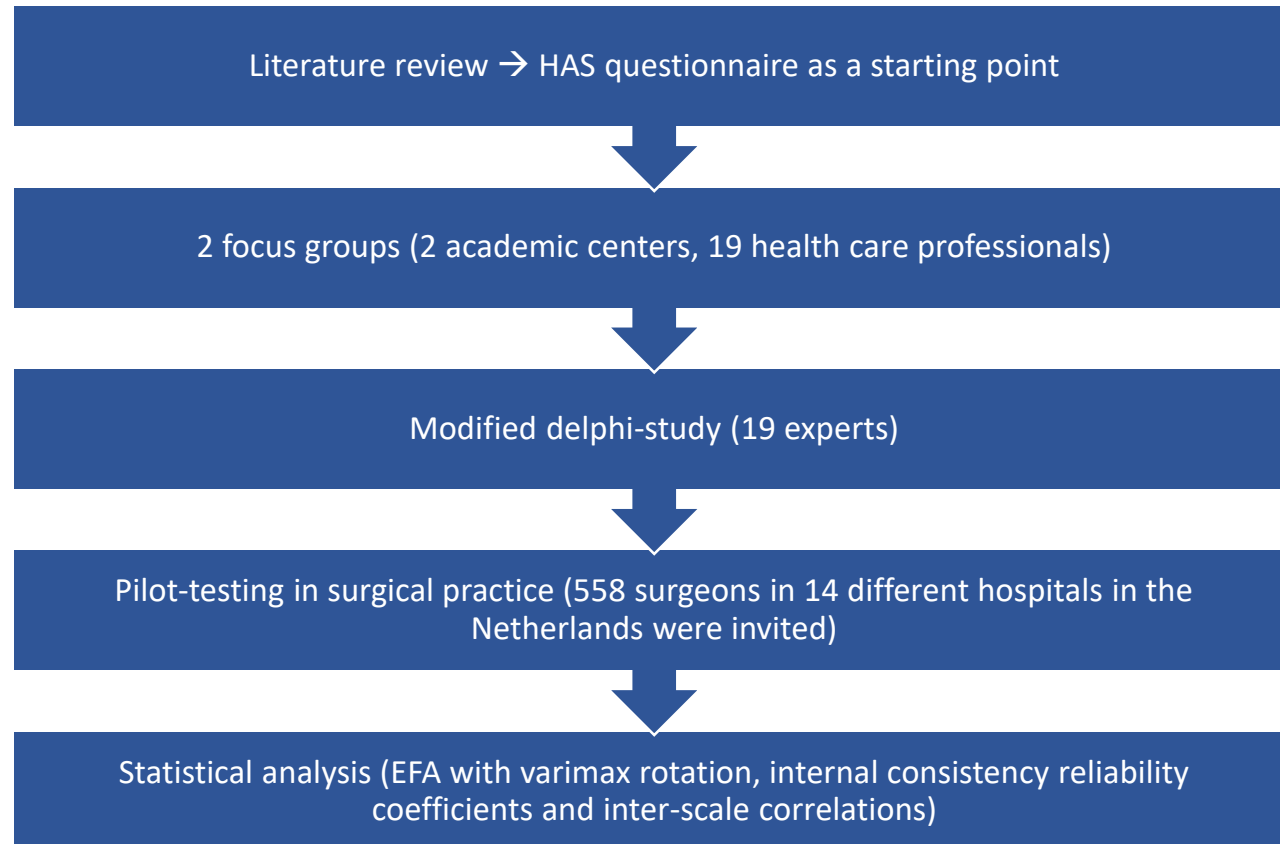 Literature review → HAS questionnaire as a starting point
2 focus groups (2 academic centers, 19 health care professionals)
Modified delphi-study (19 experts)
Pilot-testing in surgical practice (558 surgeons in 14 different hospitals in the
Netherlands were invited)
Statistical analysis (EFA with varimax rotation, internal consistency reliability
coefficients and inter-scale correlations)